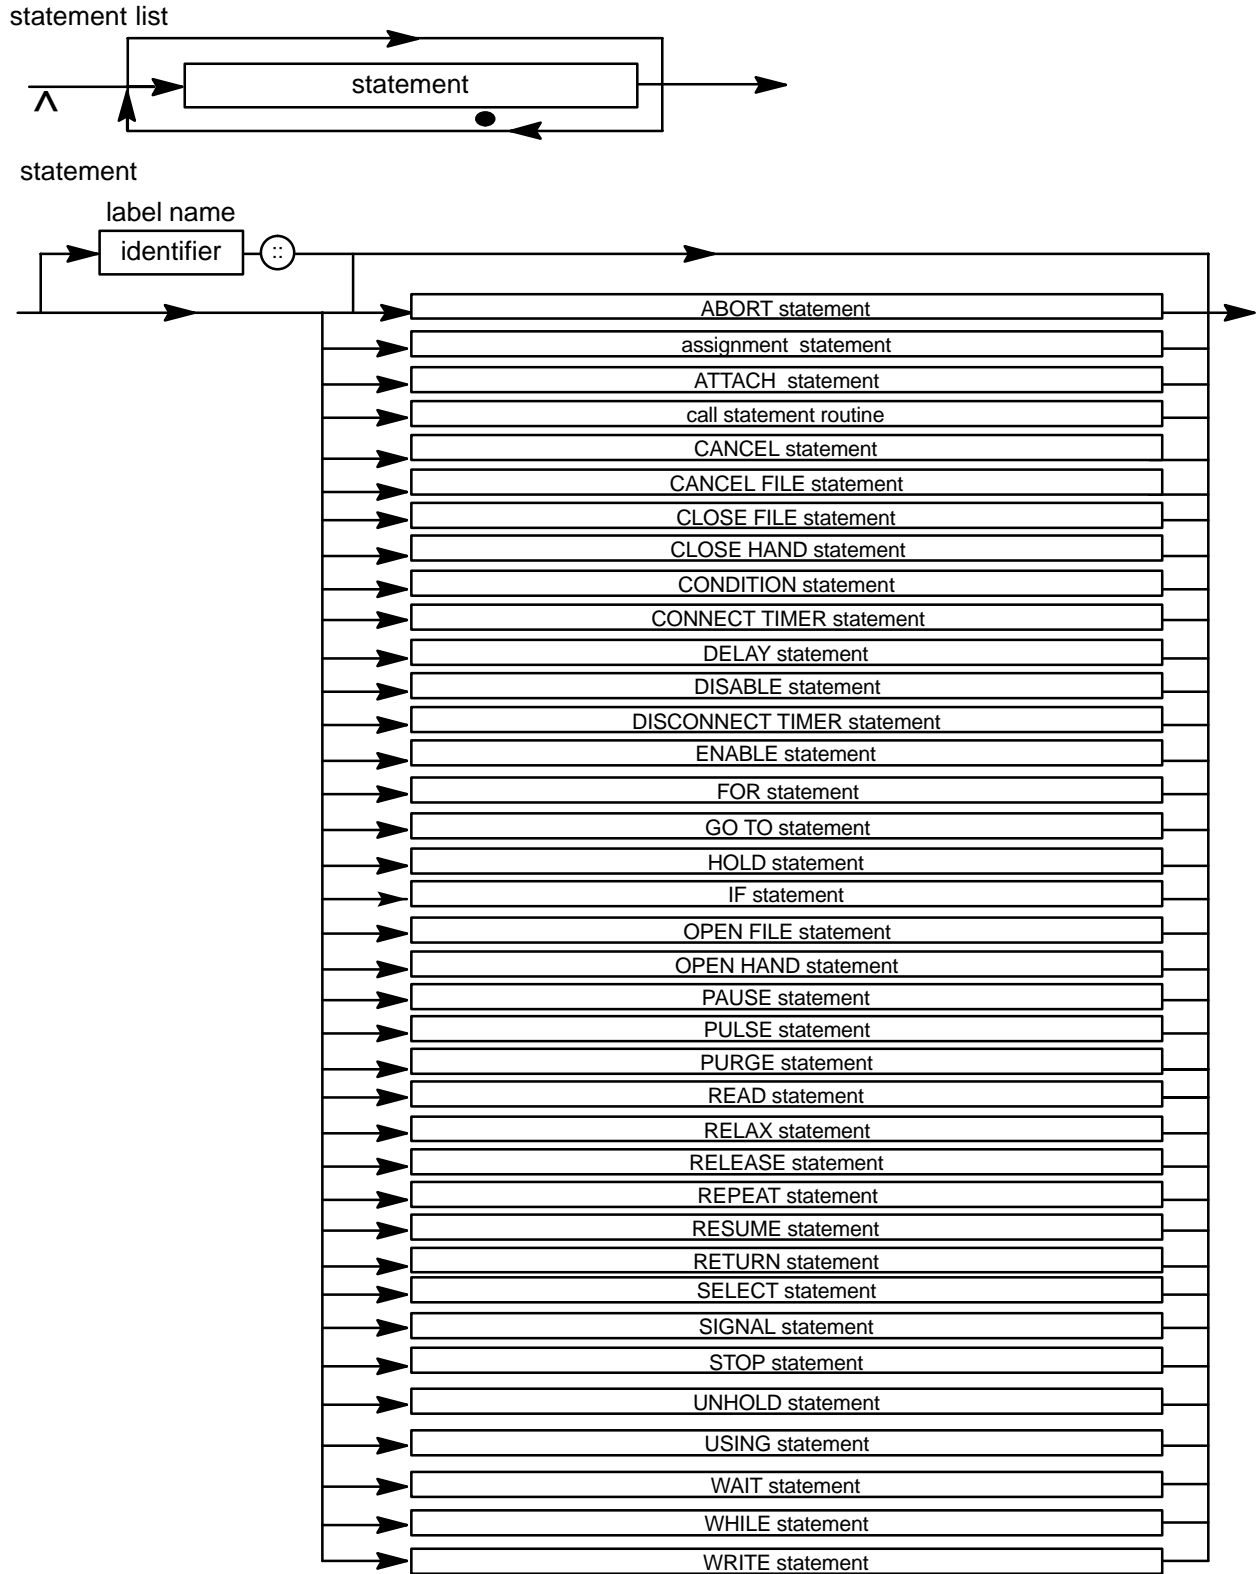 statement list
statement
^
statement
label name
identifier
::
ABORT statement
assignment statement
ATTACH statement
call statement routine
CANCEL statement
CANCEL FILE statement
CLOSE FILE statement
CLOSE HAND statement
CONDITION statement
CONNECT TIMER statement
DELAY statement
DISABLE statement
DISCONNECT TIMER statement
ENABLE statement
FOR statement
GO TO statement
HOLD statement
IF statement
OPEN FILE statement
OPEN HAND statement
PAUSE statement
PULSE statement
PURGE statement
READ statement
RELAX statement
RELEASE statement
REPEAT statement
RESUME statement
RETURN statement
SELECT statement
SIGNAL statement
STOP statement
UNHOLD statement
USING statement
WAIT statement
WHILE statement
WRITE statement